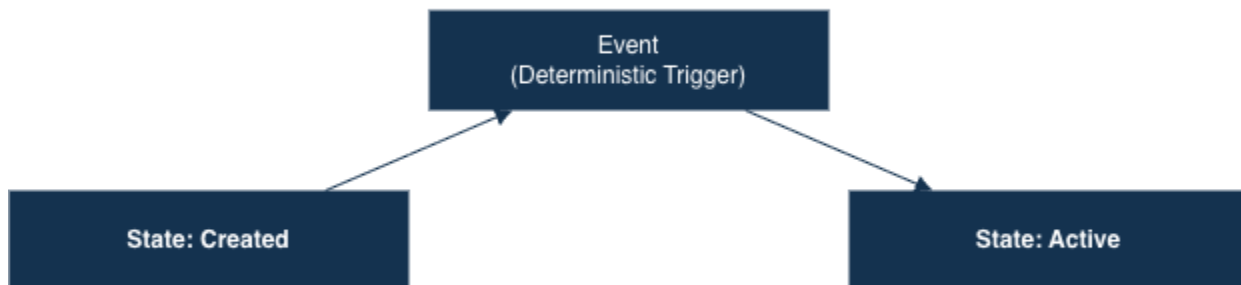 Event
(Deterministic Trigger)
State: Created
State: Active